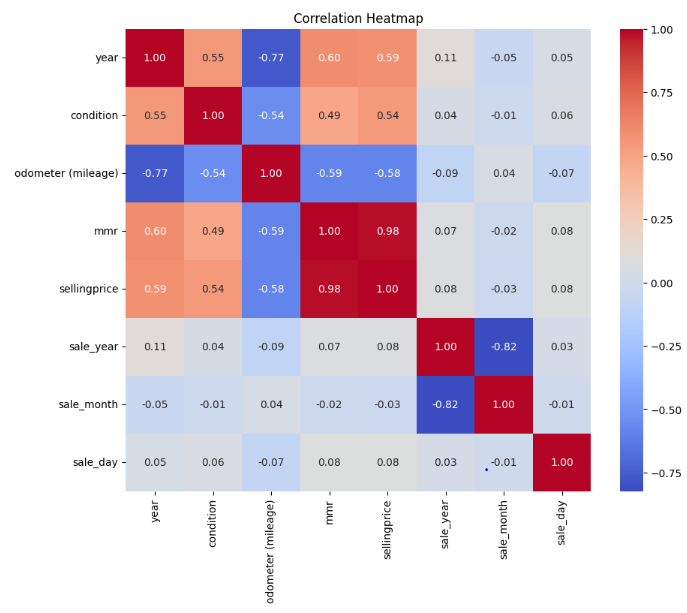 Correlation Heatmap
year 1.00 0.55 -0.77 0.60 0.59 0.11 -0.05 0.05
condition 0.55 1.00 -0.54 0.49 0.54 0.04 -0.01 0.06
odometer (mileage) -0.77 -0.54 1.00 -0.59 -0.58 -0.09 0.04 -0.07
mmr 0.60 0.49 -0.59 1.00 0.98 0.07 -0.02 0.08
sellingprice 0.59 0.54 -0.58 0.98 1.00 0.08 -0.03 0.08
sale_year 0.11 0.04 -0.09 0.07 0.08 1.00 -0.82 0.03
sale_month -0.05 -0.01 0.04 -0.02 -0.03 -0.82 1.00 -0.01
sale_day 0.05 0.06 -0.07 0.08 0.08 0.03 -0.01 1.00
year
condition
odometer (mileage)
mmr
sellingprice
sale_year
sale_month
sale_day
1.00
0.75
0.50
0.25
0.00
−0.25
−0.50
−0.75